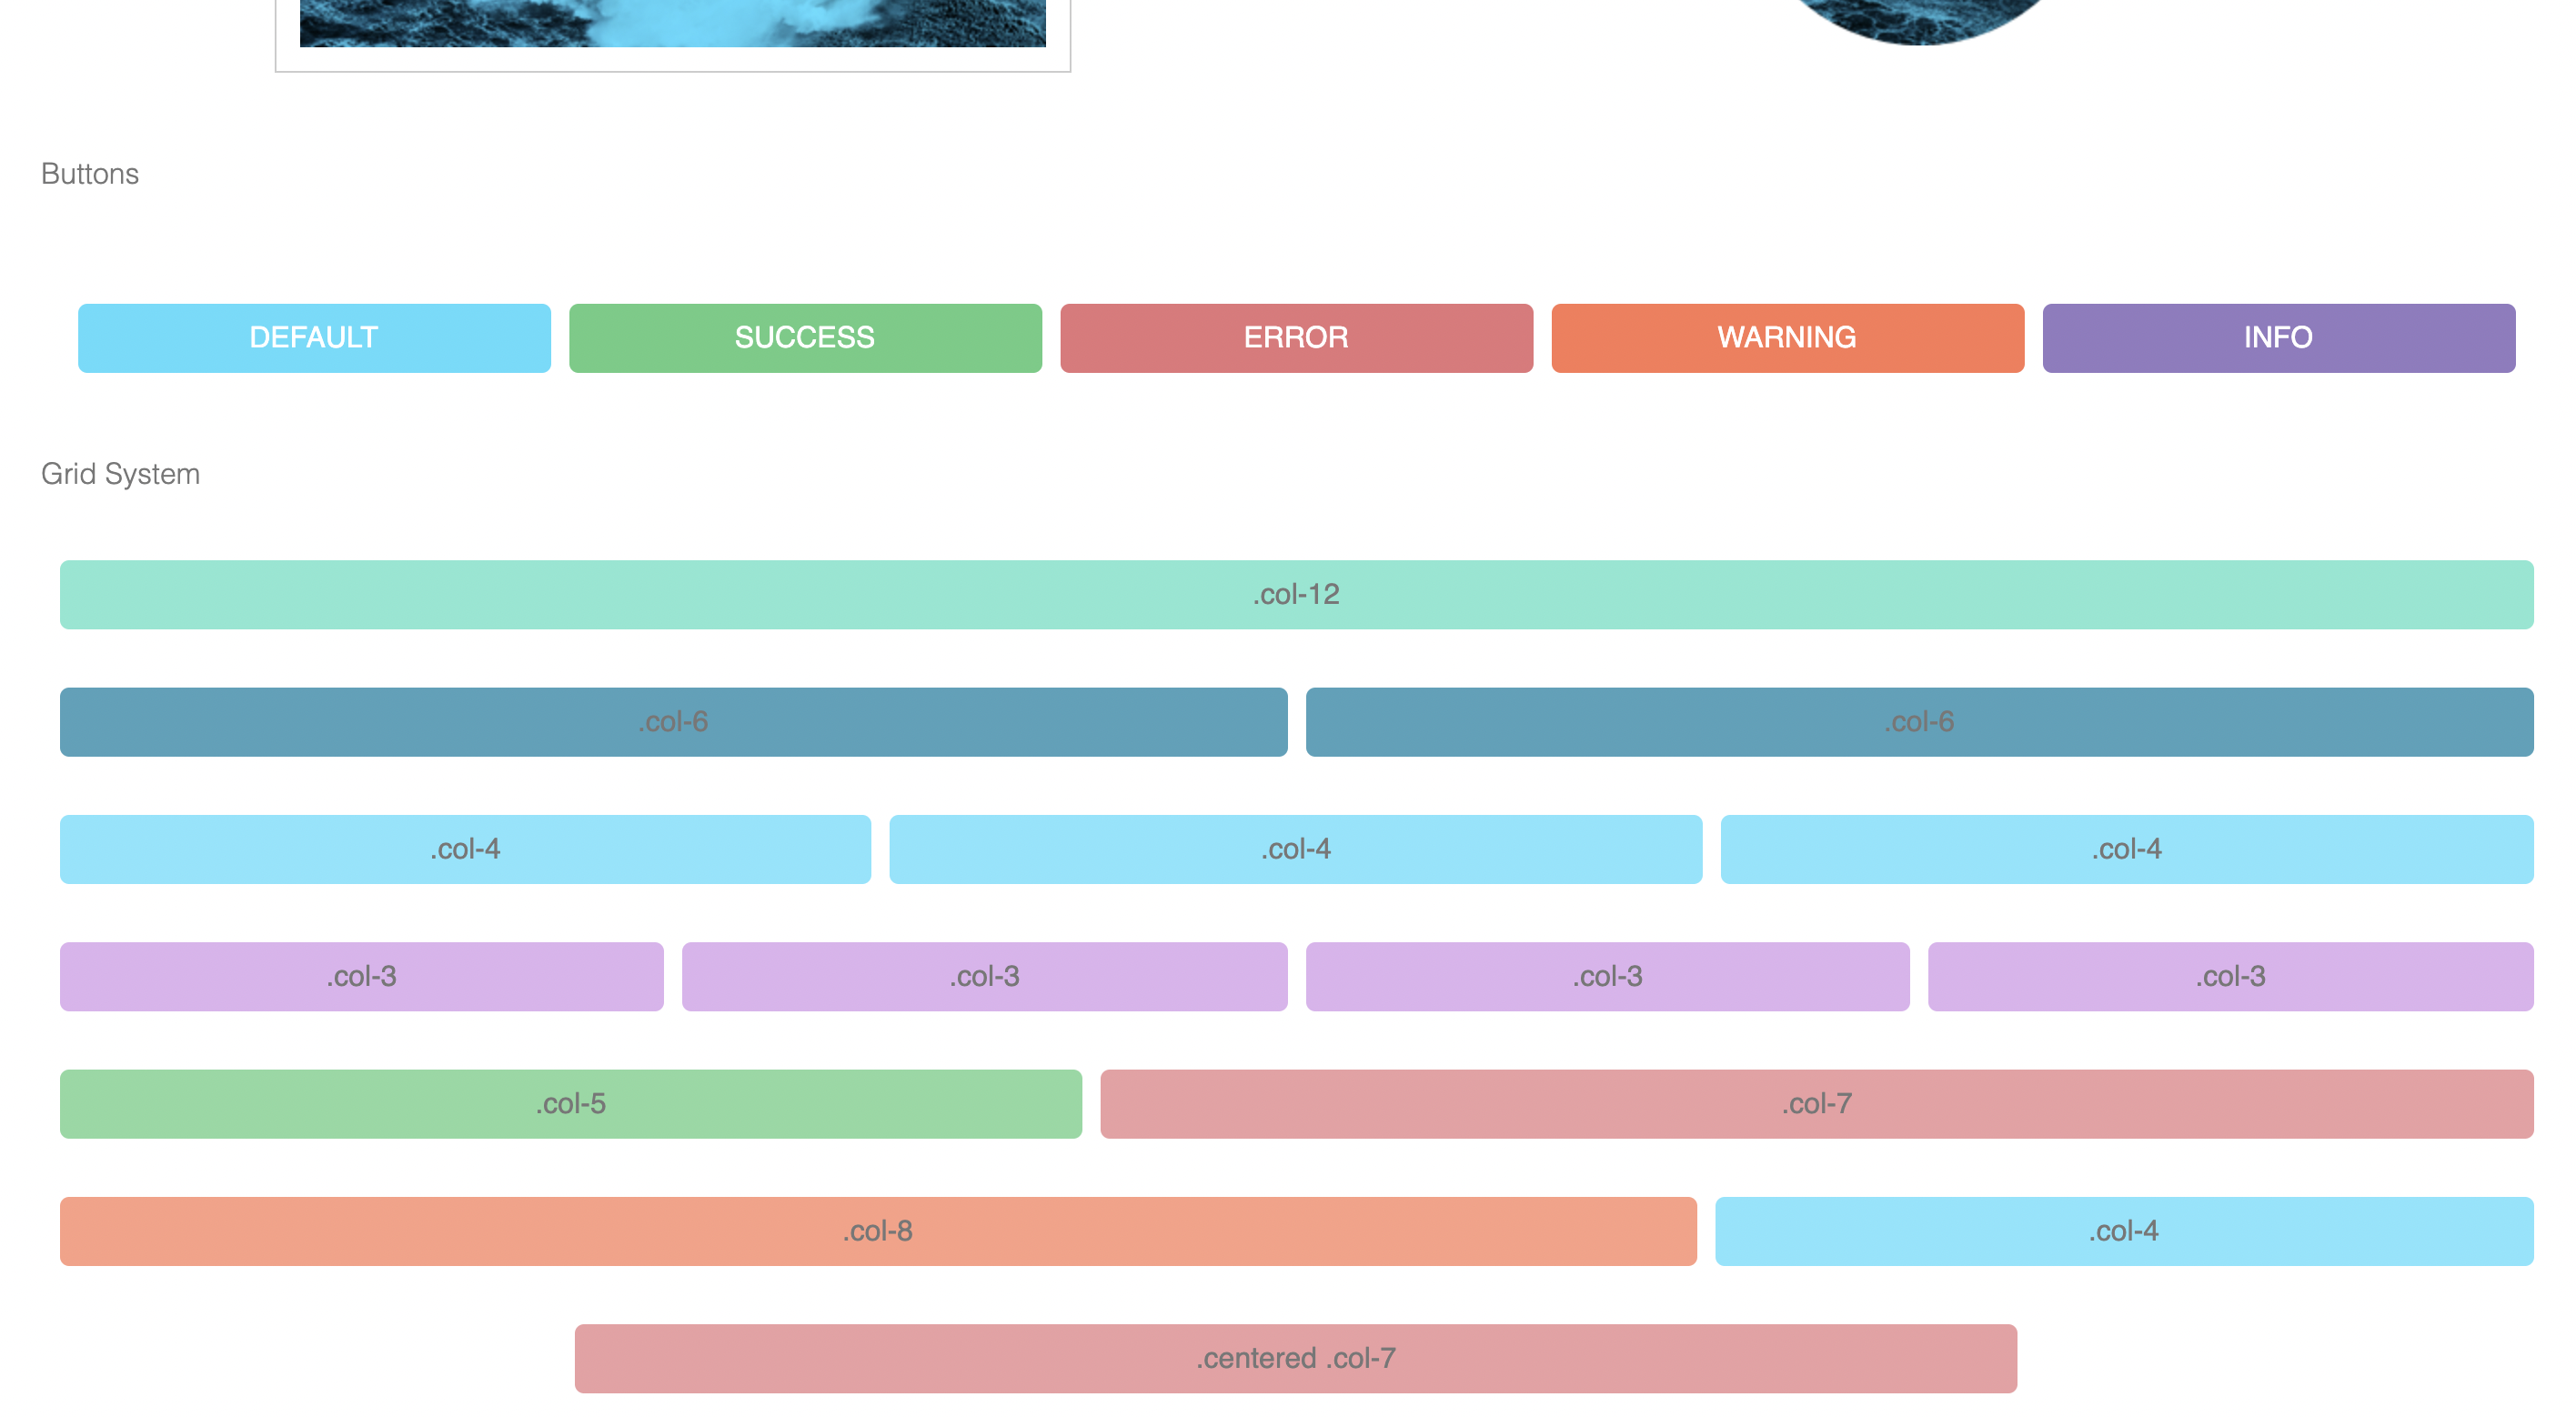 Buttons
DEFAULT SUCCESS ERROR WARNING INFO
Grid System
.col-12
.col-6 .col-6
.col-4 .col-4 .col-4
.col-3 .col-3 .col-3 .col-3
.col-5 .col-7
.col-8 .col-4
.centered .col-7